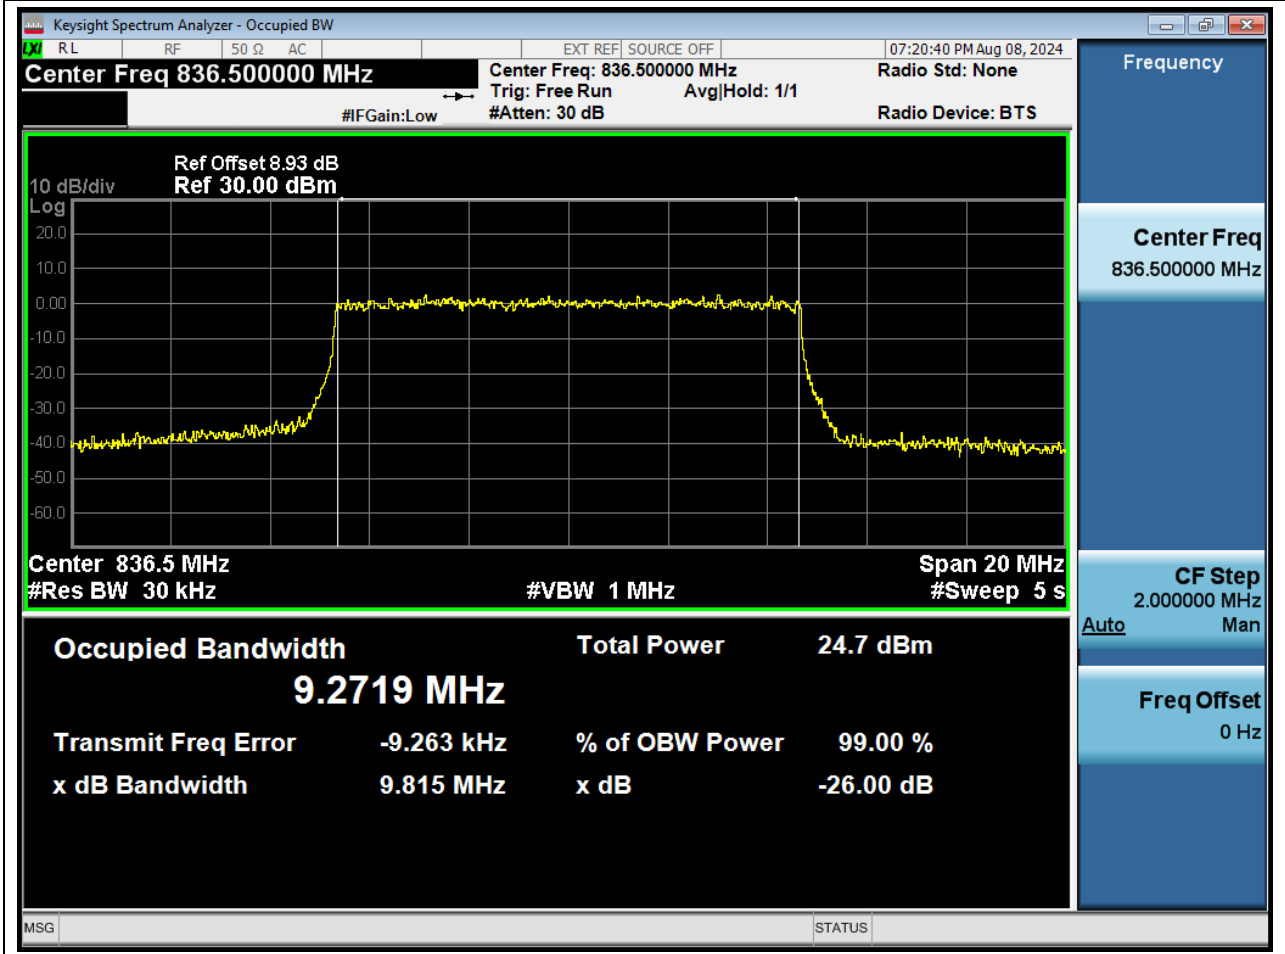 Keysight Spectrum Analyzer - Occupied BW
LXI RL RF 50 Ω AC EXT REF SOURCE OFF 07:20:40 PM Aug 08, 2024
Center Freq 836.500000 MHz
Center Freq: 836.500000 MHz Radio Std: None
Trig: Free Run Avg|Hold: 1/1
#IFGain:Low #Atten: 30 dB Radio Device: BTS
Ref Offset 8.93 dB
10 dB/div Ref 30.00 dBm
Log
20.0
10.0
0.00
-10.0
-20.0
-30.0
-40.0
-50.0
-60.0
Center 836.5 MHz Span 20 MHz
#Res BW 30 kHz #VBW 1 MHz #Sweep 5 s
Occupied Bandwidth Total Power 24.7 dBm
9.2719 MHz
Transmit Freq Error -9.263 kHz % of OBW Power 99.00 %
x dB Bandwidth 9.815 MHz x dB -26.00 dB
Frequency
Center Freq
836.500000 MHz
CF Step
2.000000 MHz
Auto Man
Freq Offset
0 Hz
MSG STATUS